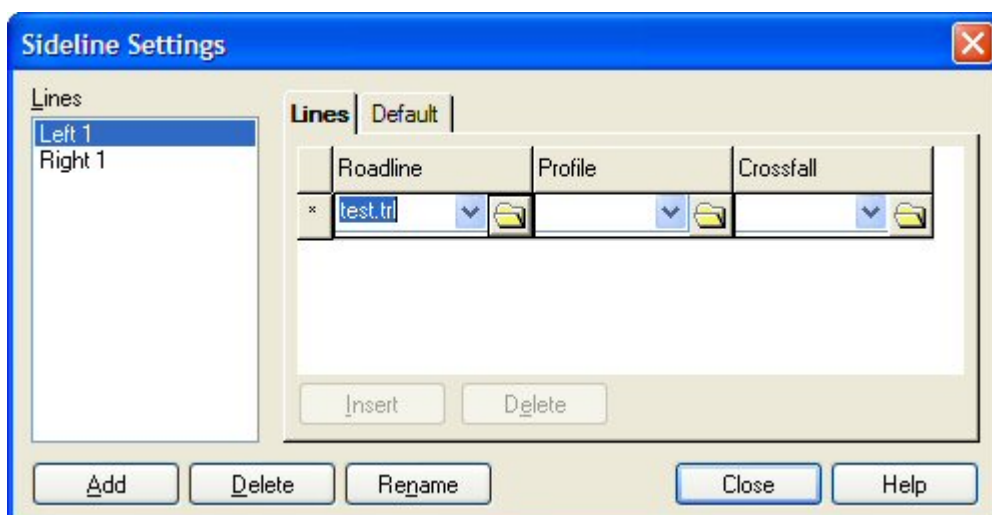 Sideline Settings
Lines
Left 1
Right 1
Lines Default
Roadline Profile Crossfall
* test.trl
Insert Delete
Add Delete Rename Close Help